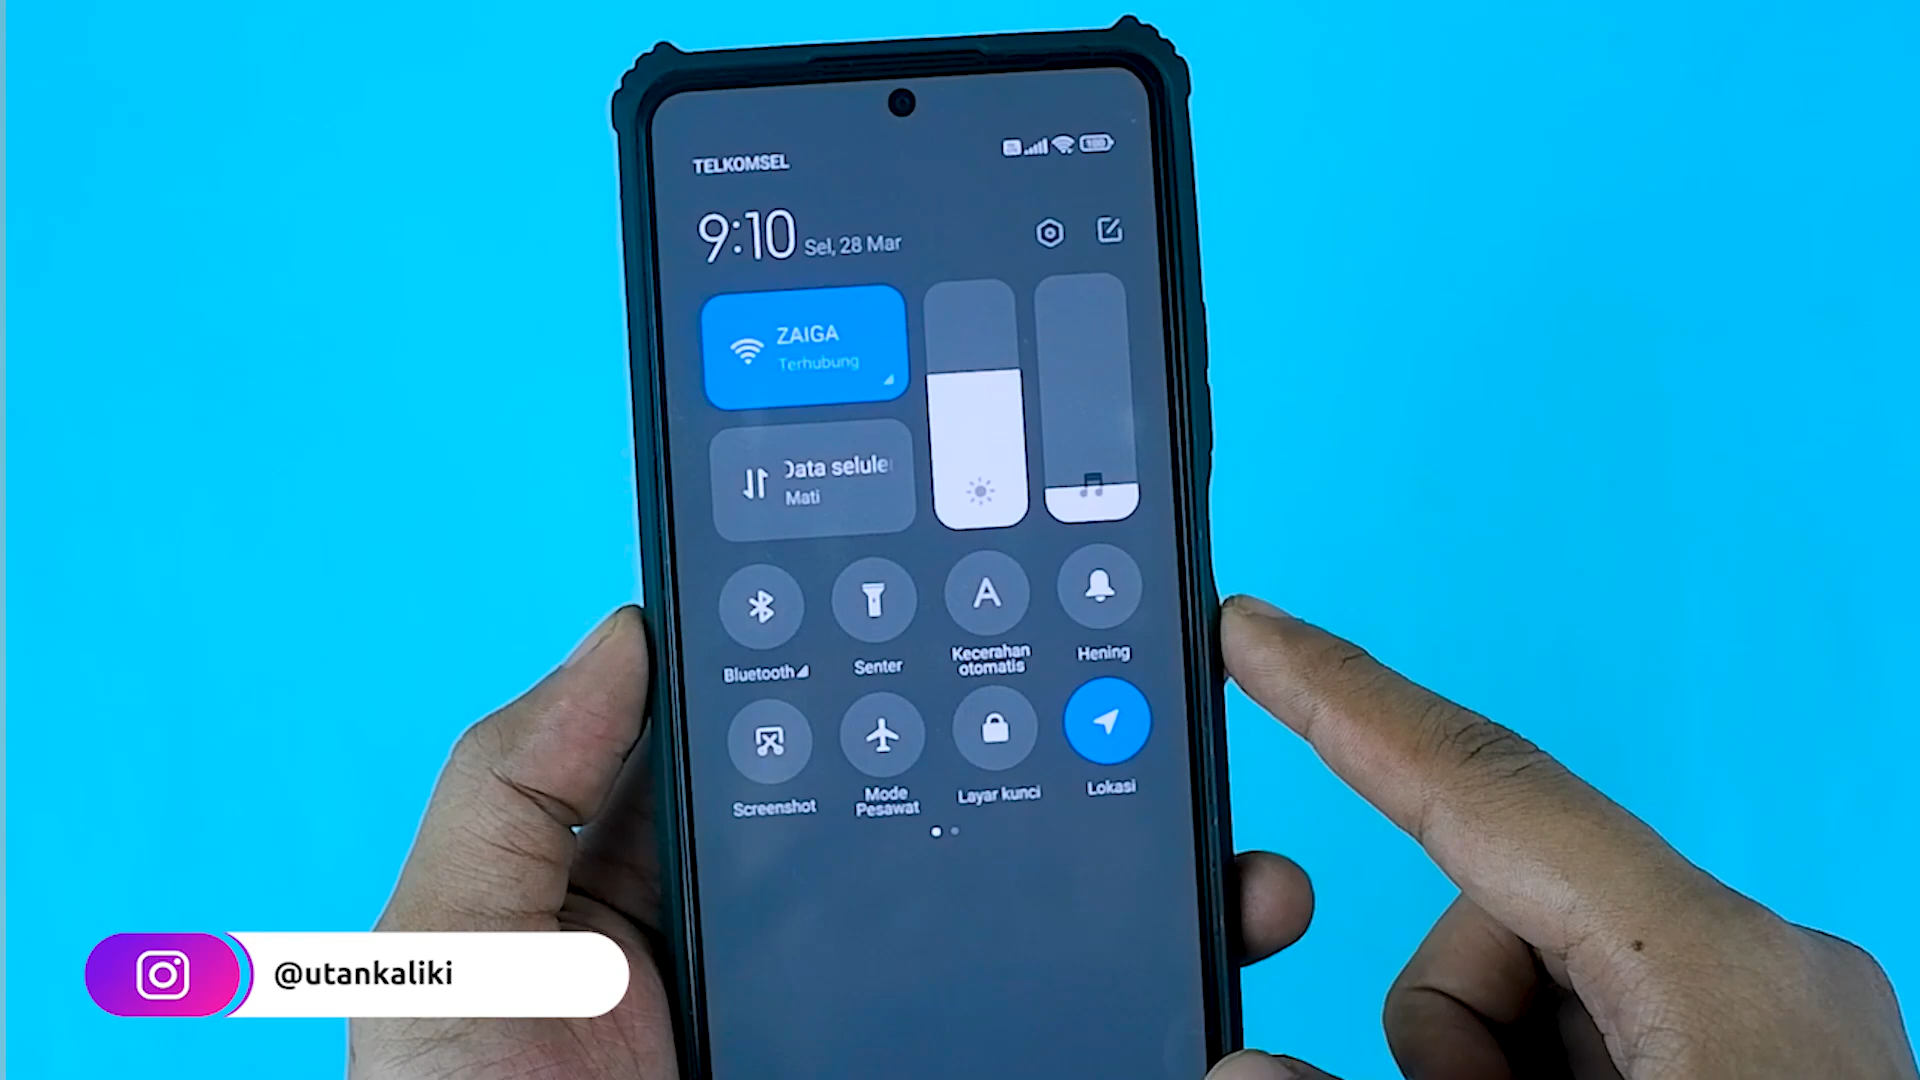 TELKOMSEL
100
9:10 Sel, 28 Mar
ZAIGA
Terhubung
Data selule
Mati
Bluetooth
Senter
A
Kecerahan
otomatis
Hening
Screenshot
Mode
Pesawat
Layar kunci
Lokasi
@utankaliki